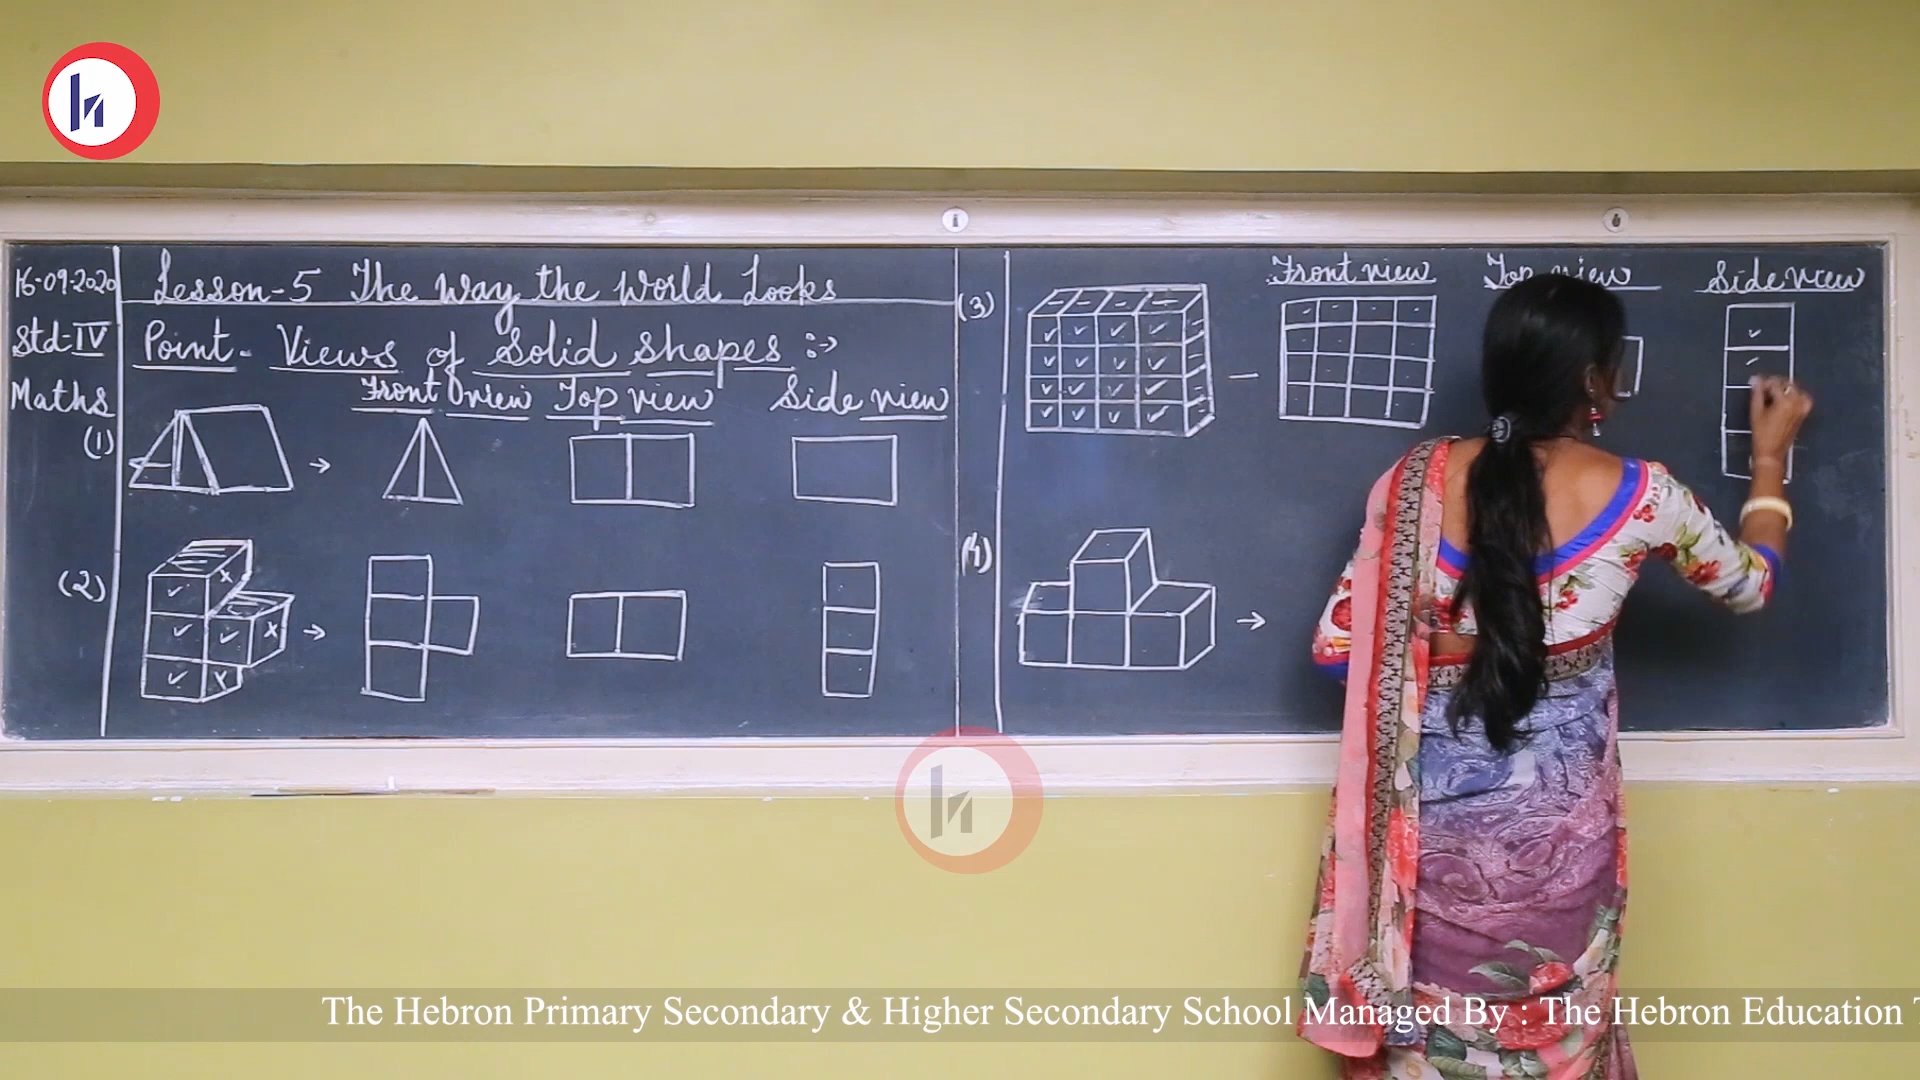 16-09-2020
Std-IV
Maths
Lesson-5 The Way the World Looks
Point- Views of Solid shapes :→
Front view Top view Side view
(1)
(2)
(3)
Front view Top view Side view
(4)
The Hebron Primary Secondary & Higher Secondary School Managed By : The Hebron Education T